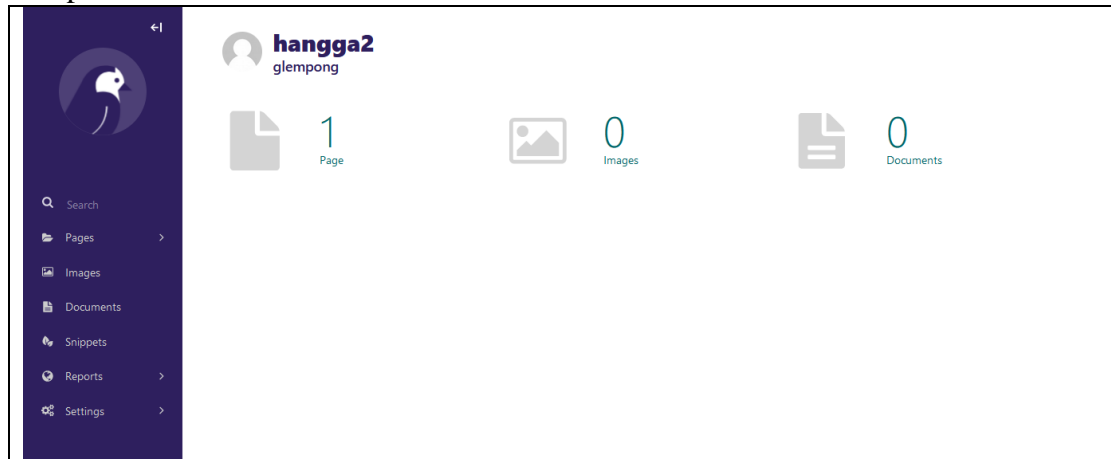 hangga2
glempong
1
Page
0
Images
0
Documents
Search
Pages
Images
Documents
Snippets
Reports
Settings